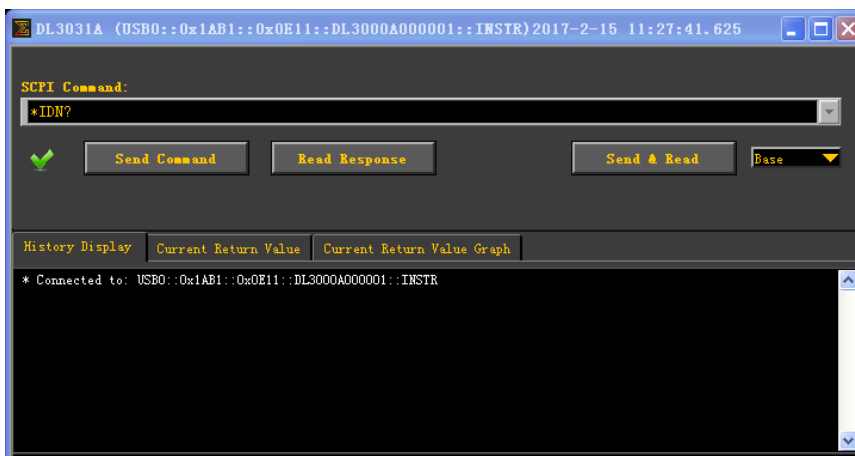 DL3031A (USB0::0x1AB1::0x0E11::DL3000A000001::INSTR)2017-2-15 11:27:41.625
SCPI Command:
*IDN?
Send Command Read Response Send & Read Base
History Display Current Return Value Current Return Value Graph
* Connected to: USB0::0x1AB1::0x0E11::DL3000A000001::INSTR